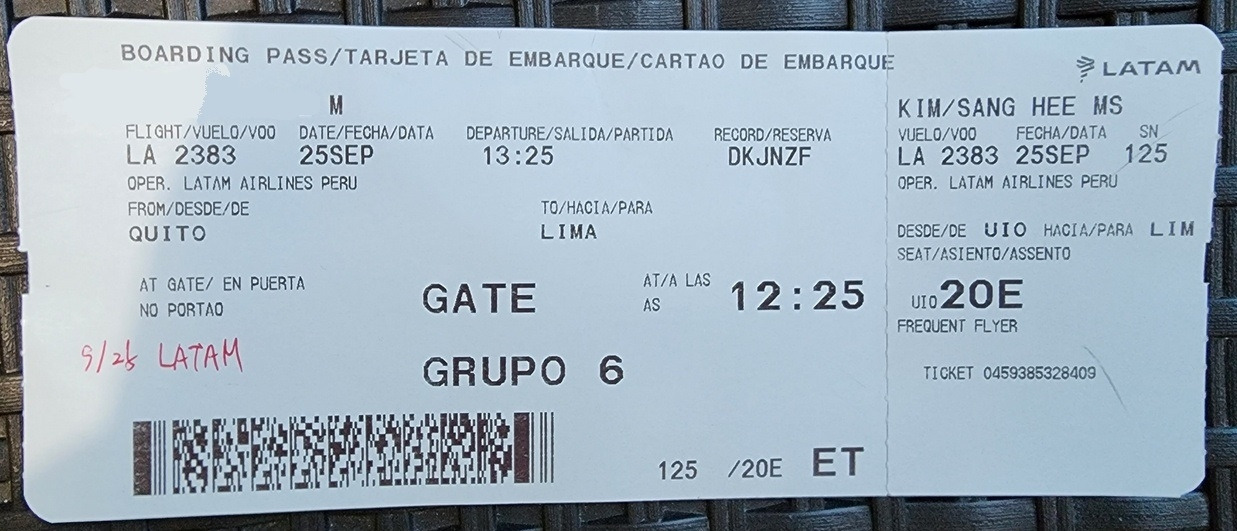 BOARDING PASS/TARJETA DE EMBARQUE/CARTAO DE EMBARQUE
M
FLIGHT/VUELO/VOO DATE/FECHA/DATA DEPARTURE/SALIDA/PARTIDA RECORD/RESERVA
LA 2383 25SEP 13:25 DKJNZF
OPER. LATAM AIRLINES PERU
FROM/DESDE/DE TO/HACIA/PARA
QUITO LIMA
AT GATE/ EN PUERTA GATE AT/A LAS 12:25
NO PORTAO AS
9/25 LATAM
GRUPO 6
125 /20E ET
LATAM
KIM/SANG HEE MS
VUELO/VOO FECHA/DATA SN
LA 2383 25SEP 125
OPER. LATAM AIRLINES PERU
DESDE/DE UIO HACIA/PARA LIM
SEAT/ASIENTO/ASSENTO
UIO 20E
FREQUENT FLYER
TICKET 0459385328409